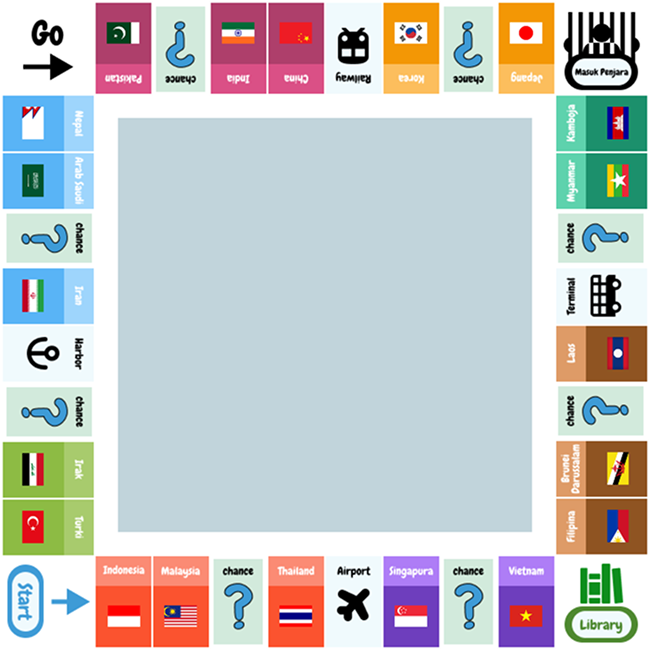 GO
Pakistan
chance
India
China
Railway
Korea
chance
Jepang
Masuk Penjara
Nepal
Arab Saudi
chance
Iran
Harbor
chance
Irak
Turki
Kamboja
Myanmar
chance
Terminal
Laos
chance
Brunei
Darussalam
Filipina
Start
Indonesia
Malaysia
chance
Thailand
Airport
Singapura
chance
Vietnam
Library